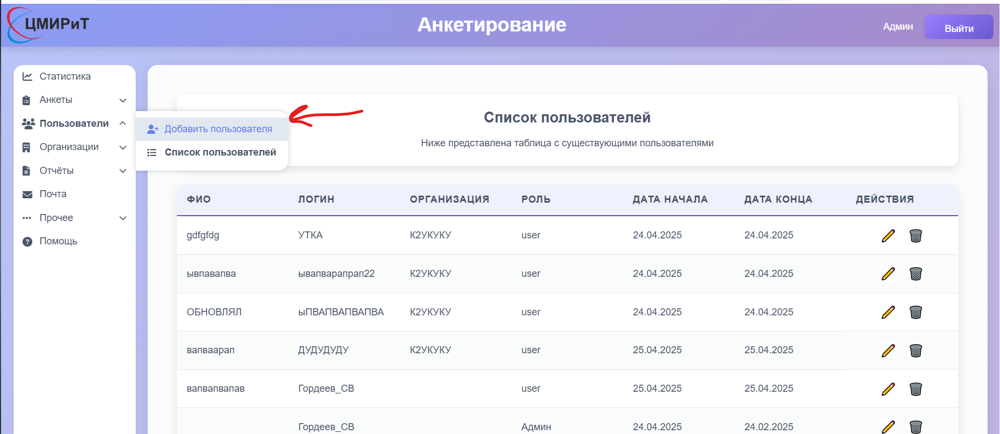 ЦМИРиТ
Анкетирование
Админ
Выйти
Статистика
Анкеты
Пользователи
Организации
Отчёты
Почта
Прочее
Помощь
Добавить пользователя
Список пользователей
Список пользователей
Ниже представлена таблица с существующими пользователями
ФИО ЛОГИН ОРГАНИЗАЦИЯ РОЛЬ ДАТА НАЧАЛА ДАТА КОНЦА ДЕЙСТВИЯ
gdfgfdg УТКА К2УКУКУ user 24.04.2025 24.04.2025
ывпавапва ывапварапрап22 К2УКУКУ user 24.04.2025 24.04.2025
ОБНОВЛЯЛ ыПВАПВАПВАПВА К2УКУКУ user 24.04.2025 24.04.2025
вапваарап ДУДУДУДУ К2УКУКУ user 25.04.2025 25.04.2025
вапвапвапав Гордеев_СВ user 25.04.2025 25.04.2025
Гордеев_СВ Админ 24.04.2025 24.02.2025